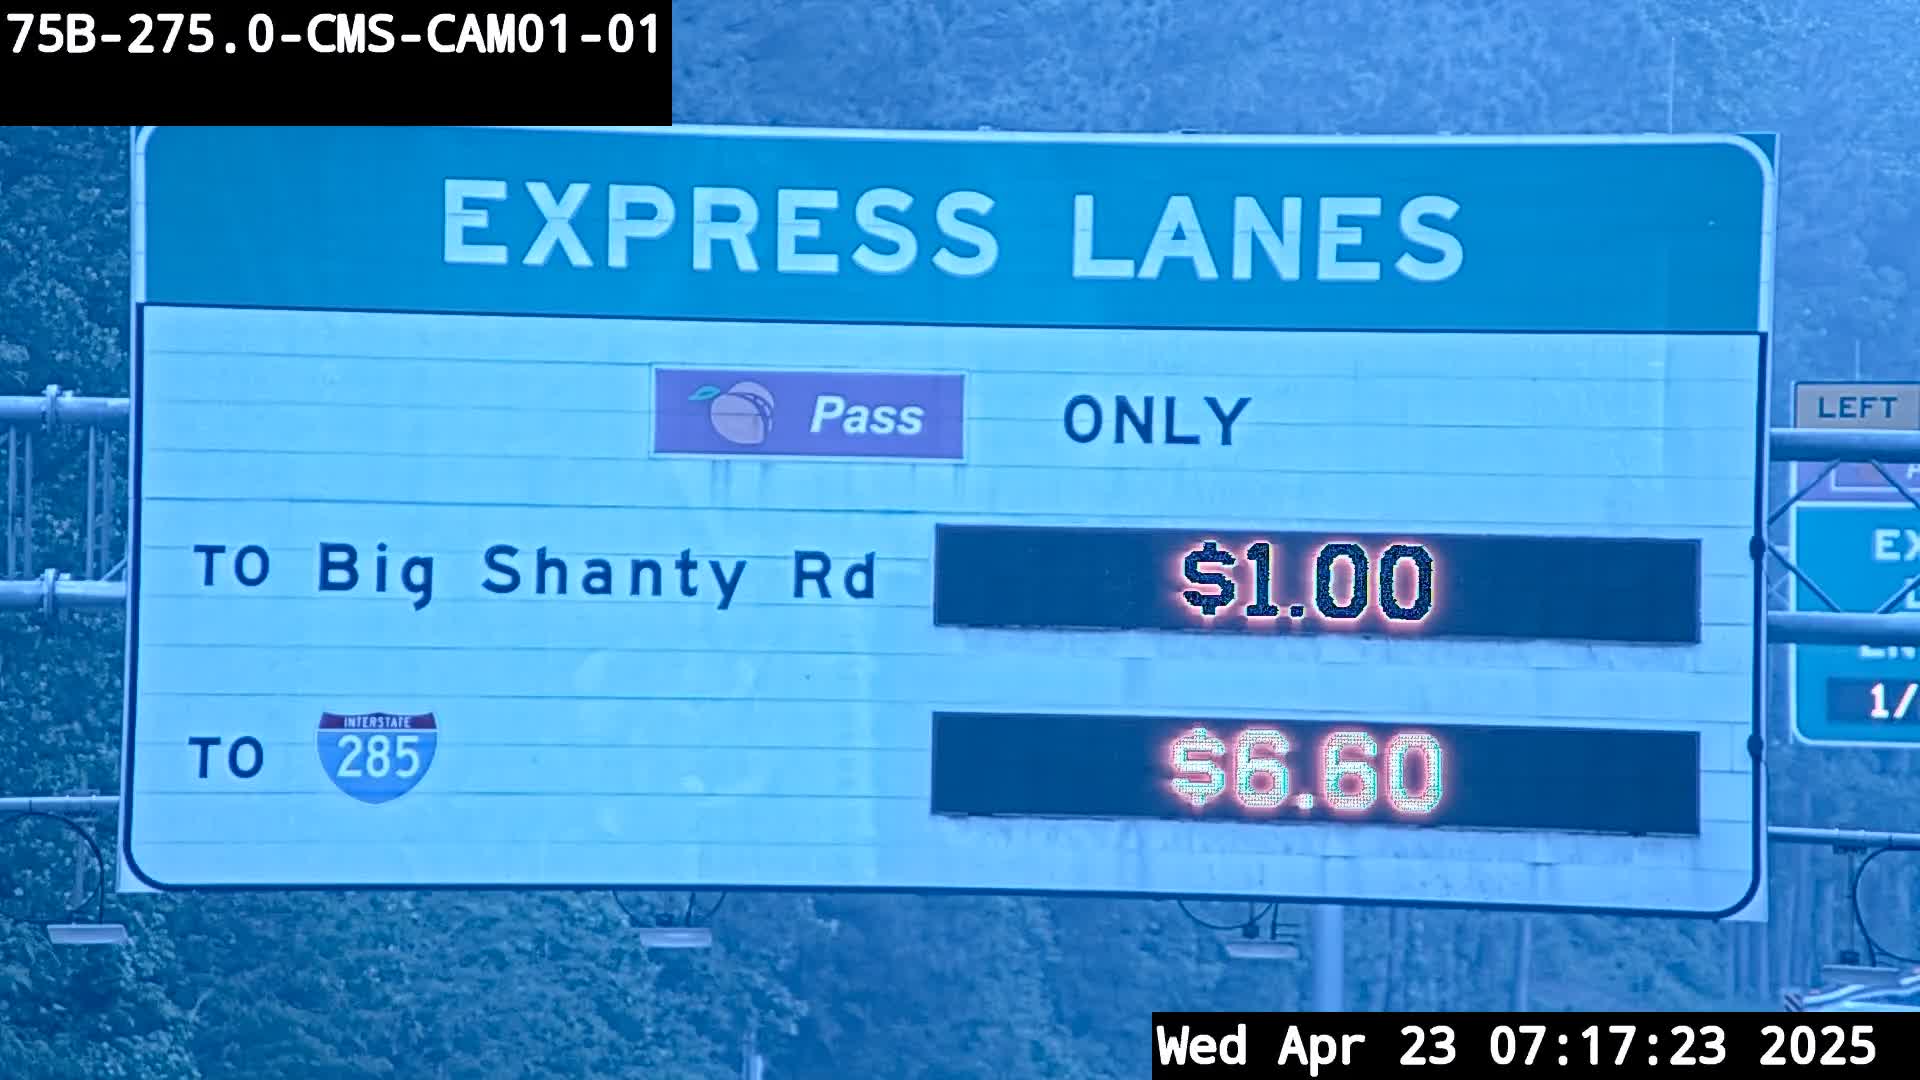 75B-275.0-CMS-CAM01-01
EXPRESS LANES
Pass ONLY
TO Big Shanty Rd $1.00
TO INTERSTATE 285 $6.60
LEFT
1/
Wed Apr 23 07:17:23 2025